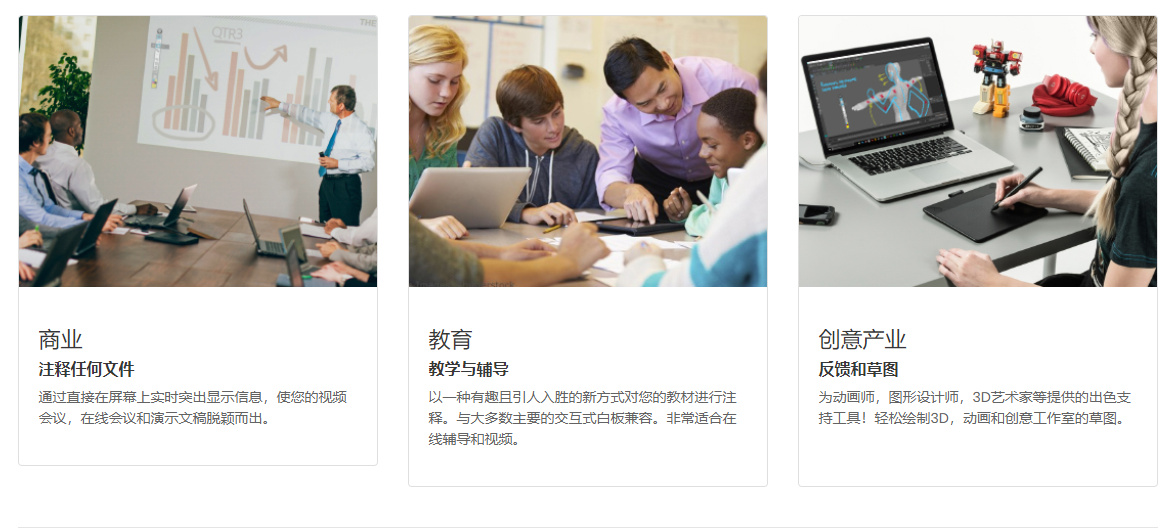 THE
QTR3
商业
注释任何文件
通过直接在屏幕上实时突出显示信息，使您的视频
会议，在线会议和演示文稿脱颖而出。
教育
教学与辅导
以一种有趣且引人入胜的新方式对您的教材进行注
释。与大多数主要的交互式白板兼容。非常适合在
线辅导和视频。
创意产业
反馈和草图
为动画师，图形设计师，3D艺术家等提供的出色支
持工具！轻松绘制3D，动画和创意工作室的草图。